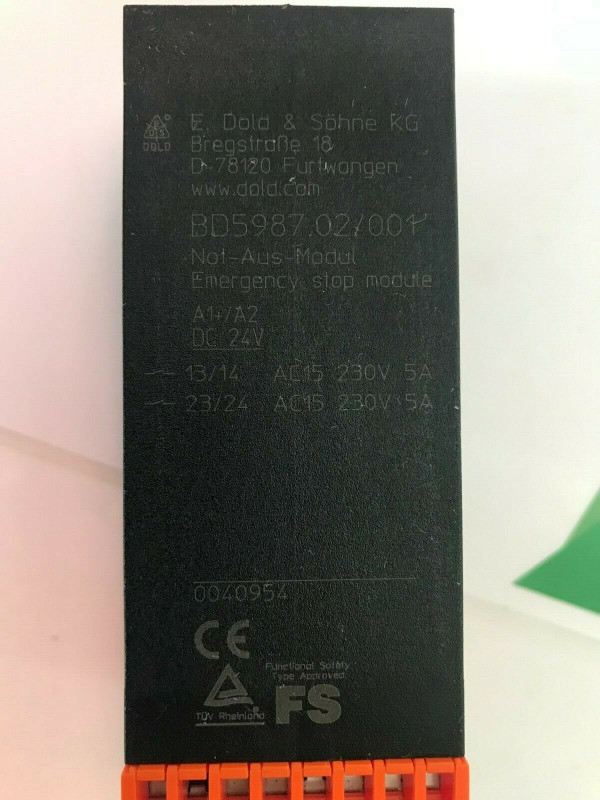 E. Dold & Söhne KG
DOLD
Bregstraße 18
D-78120 Furtwangen
www.dold.com
BD5987.02/001
Not-Aus-Modul
Emergency stop module
A1+/A2
DC 24V
13/14 AC15 230V 5A
23/24 AC15 230V 5A
0040954
CE
Functional Safety
Type Approved
TÜV Rheinland
FS